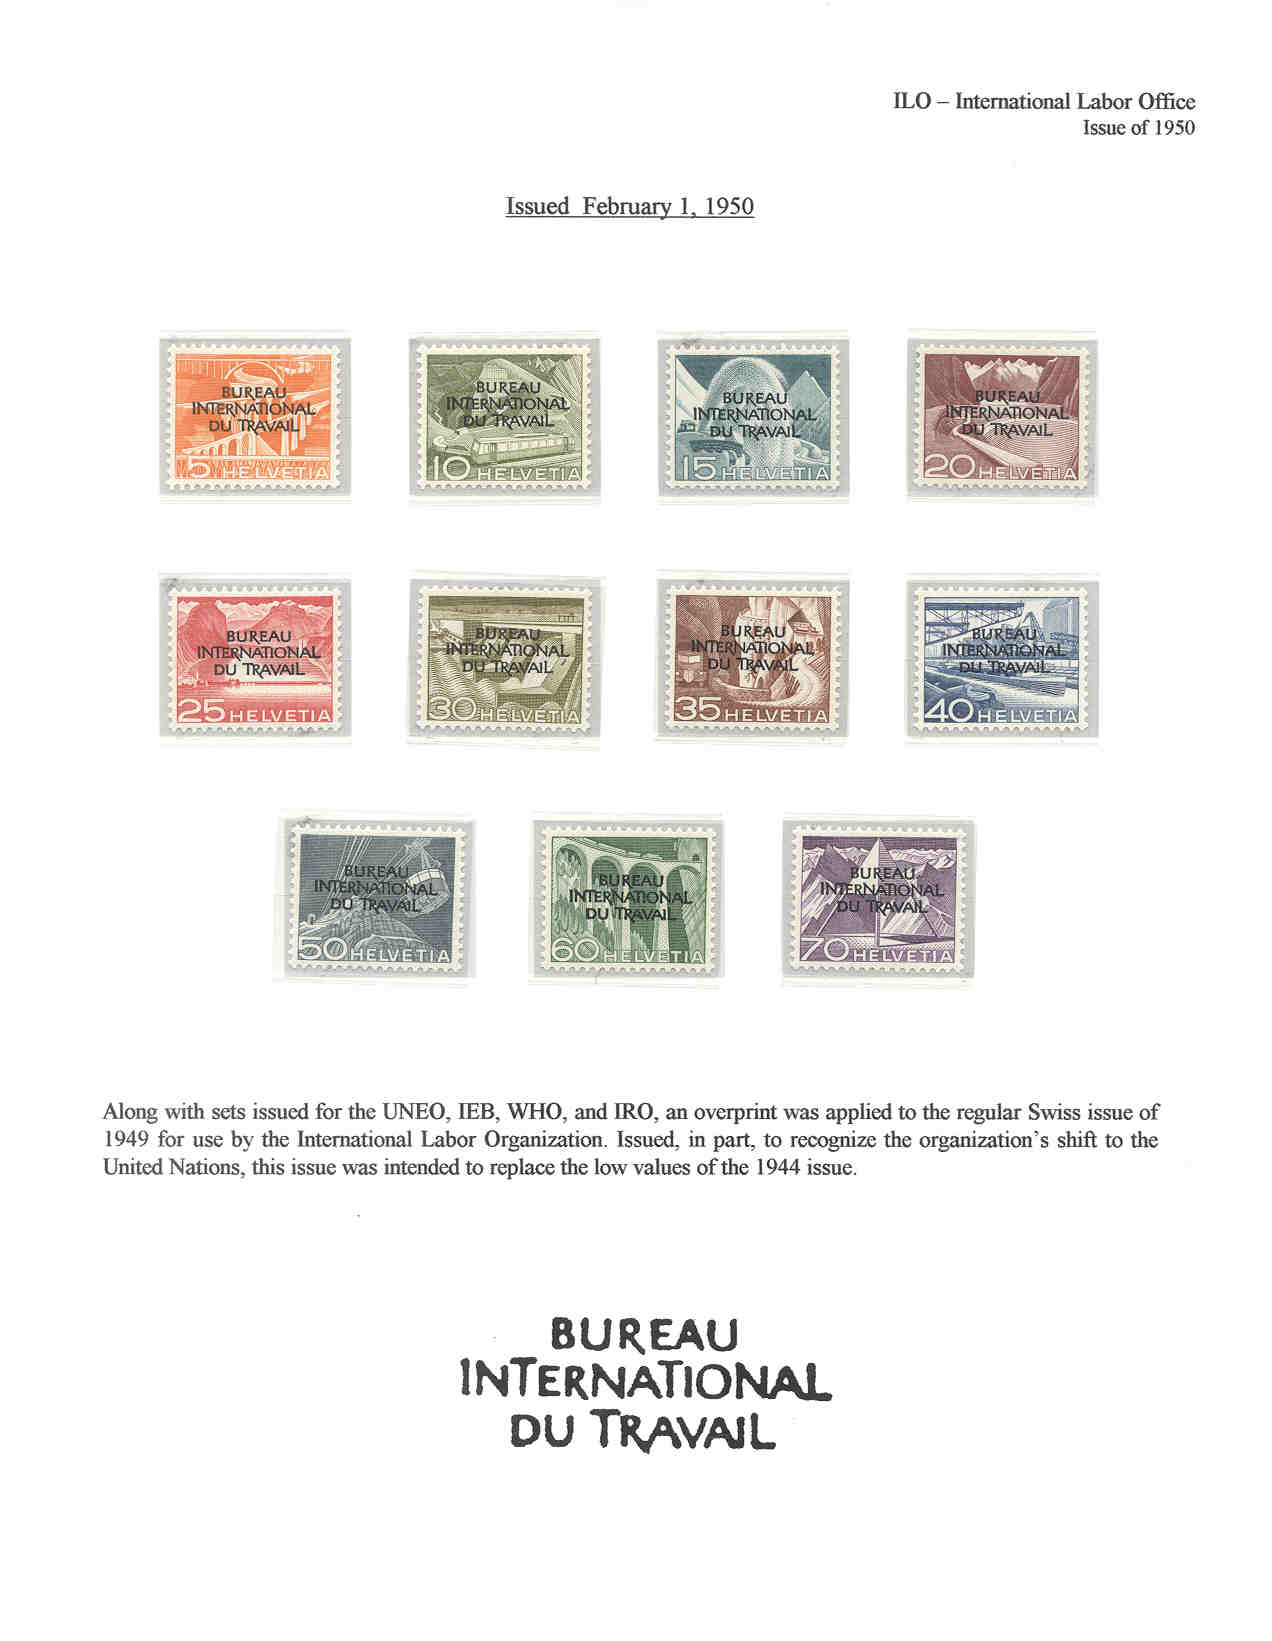 ILO – International Labor Office
Issue of 1950
Issued February 1, 1950
BUREAU
INTERNATIONAL
DU TRAVAIL
5 HELVETIA
BUREAU
INTERNATIONAL
DU TRAVAIL
10 HELVETIA
BUREAU
INTERNATIONAL
DU TRAVAIL
15 HELVETIA
BUREAU
INTERNATIONAL
DU TRAVAIL
20 HELVETIA
BUREAU
INTERNATIONAL
DU TRAVAIL
25 HELVETIA
BUREAU
INTERNATIONAL
DU TRAVAIL
30 HELVETIA
BUREAU
INTERNATIONAL
DU TRAVAIL
35 HELVETIA
BUREAU
INTERNATIONAL
DU TRAVAIL
40 HELVETIA
BUREAU
INTERNATIONAL
DU TRAVAIL
50 HELVETIA
BUREAU
INTERNATIONAL
DU TRAVAIL
60 HELVETIA
BUREAU
INTERNATIONAL
DU TRAVAIL
70 HELVETIA
Along with sets issued for the UNEO, IEB, WHO, and IRO, an overprint was applied to the regular Swiss issue of
1949 for use by the International Labor Organization. Issued, in part, to recognize the organization's shift to the
United Nations, this issue was intended to replace the low values of the 1944 issue.
BUREAU
INTERNATIONAL
DU TRAVAIL